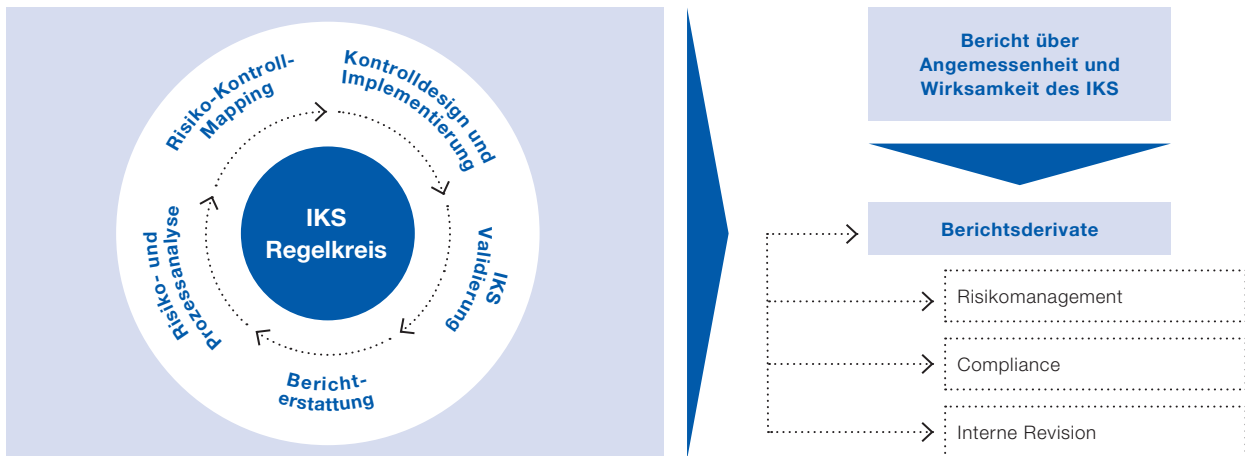 Risiko-Kontroll-
Mapping
Kontrolldesign und
Implementierung
IKS
Validierung
Bericht-
erstattung
Risiko- und
Prozessanalyse
IKS
Regelkreis
Bericht über
Angemessenheit und
Wirksamkeit des IKS
Berichtsderivate
Risikomanagement
Compliance
Interne Revision